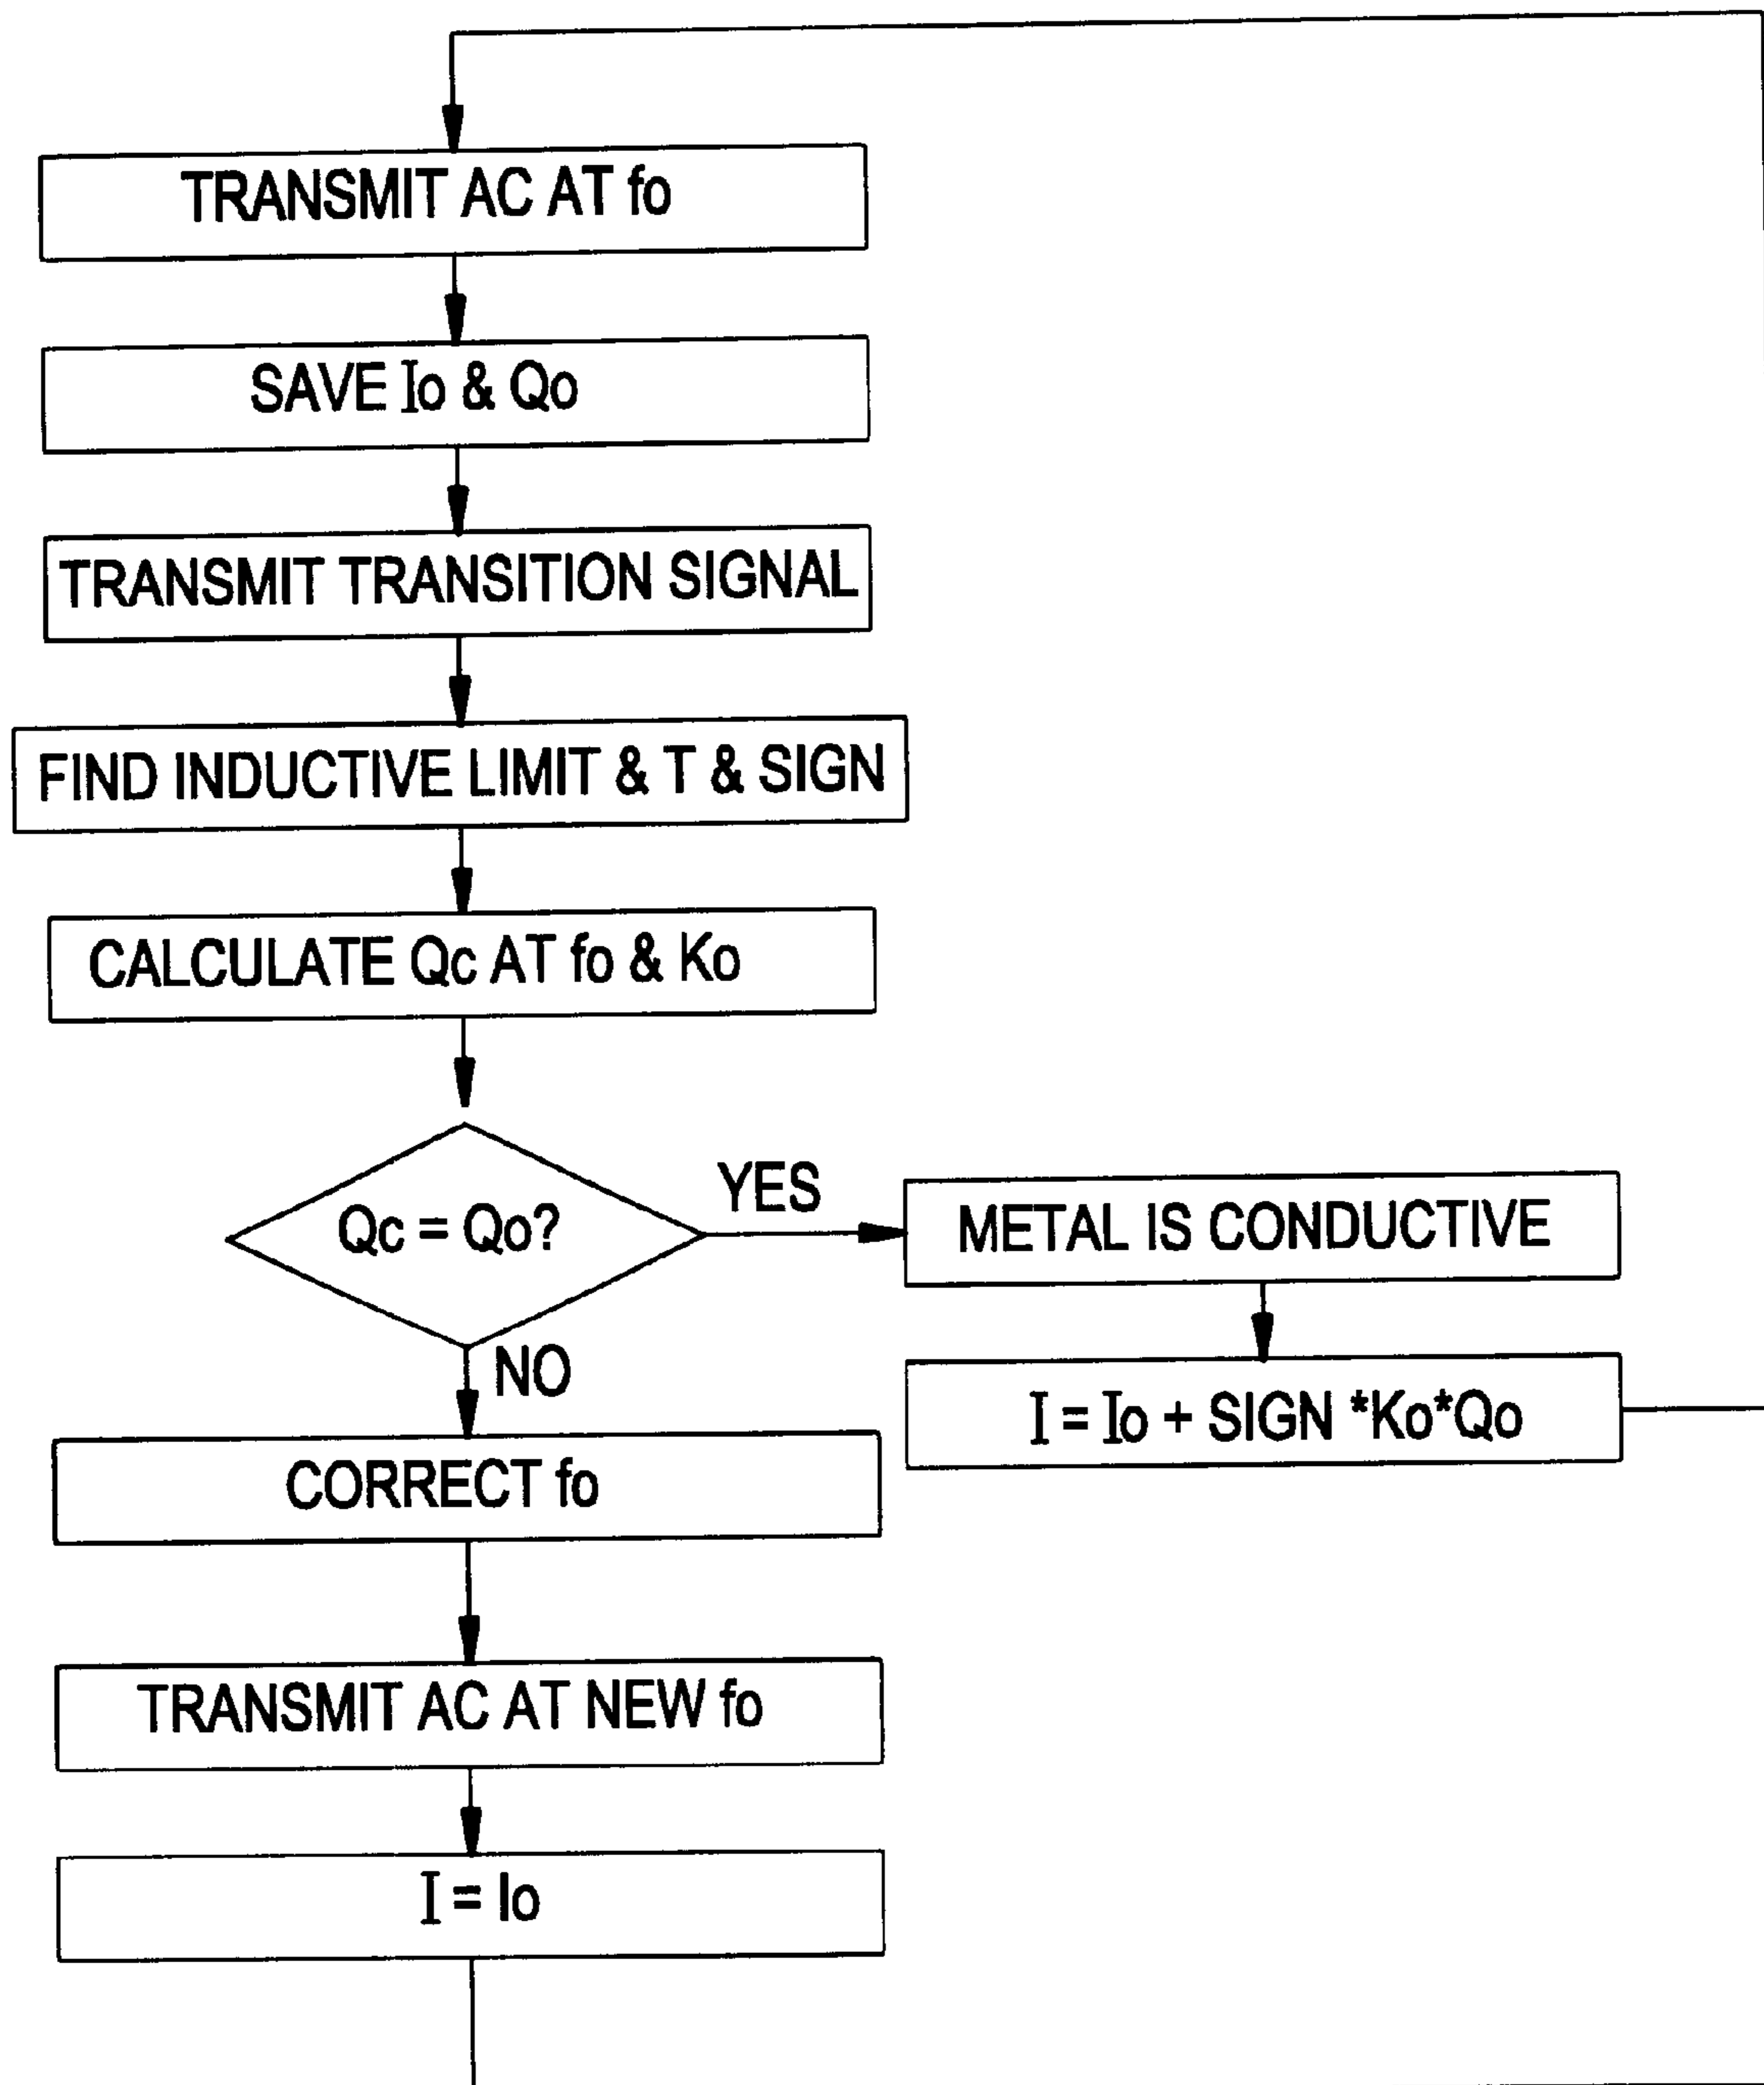 TRANSMIT AC AT fo
SAVE Io & Qo
TRANSMIT TRANSITION SIGNAL
FIND INDUCTIVE LIMIT & T & SIGN
CALCULATE Qc AT fo & Ko
Qc = Qo?
YES
METAL IS CONDUCTIVE
I = Io + SIGN *Ko*Qo
NO
CORRECT fo
TRANSMIT AC AT NEW fo
I = Io